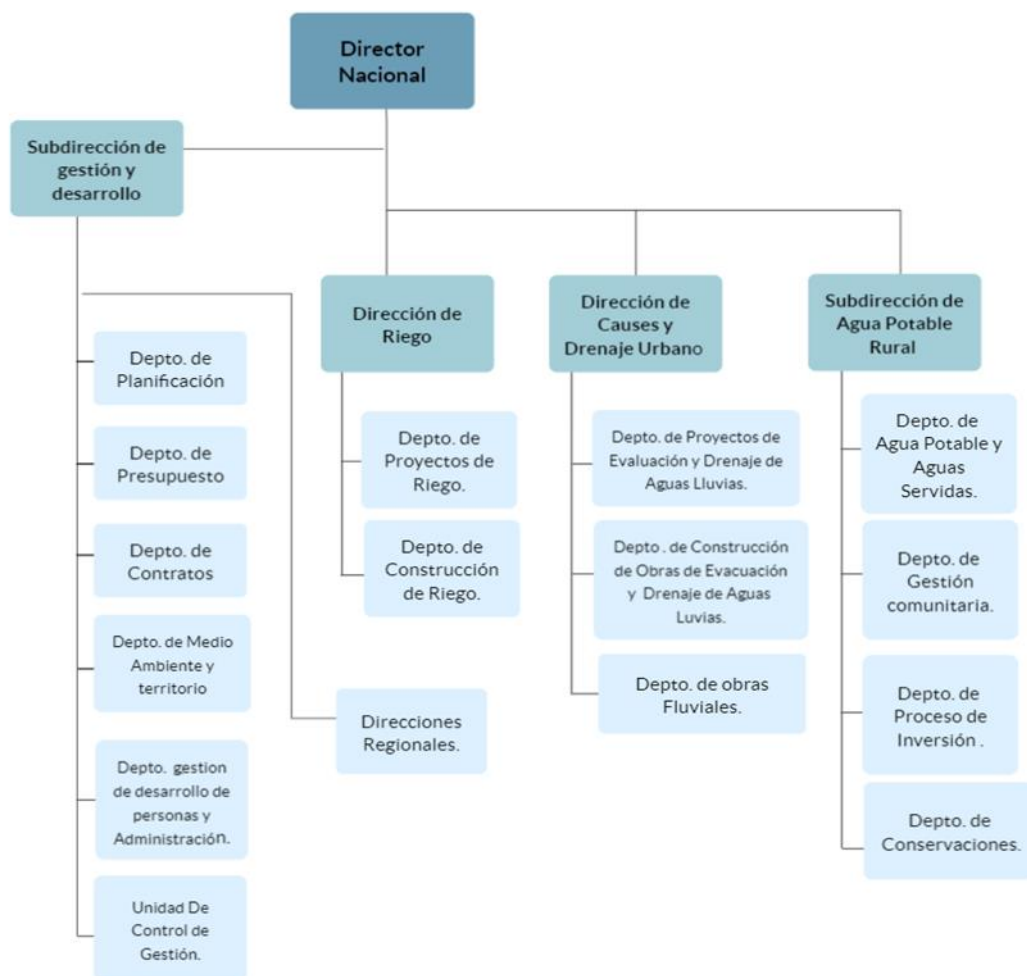 Director
Nacional
Subdirección de
gestión y
desarrollo
Dirección de
Riego
Dirección de
Causes y
Drenaje Urbano
Subdirección de
Agua Potable
Rural
Depto. de
Planificación
Depto. de
Presupuesto
Depto. de
Contratos
Depto. de Medio
Ambiente y
territorio
Depto. gestion
de desarrollo de
personas y
Administración.
Unidad De
Control de
Gestión.
Depto. de
Proyectos de
Riego.
Depto. de
Construcción
de Riego.
Direcciones
Regionales.
Depto. de Proyectos de
Evaluación y Drenaje de
Aguas Lluvias.
Depto . de Construcción
de Obras de Evacuación
y Drenaje de Aguas
Luvias.
Depto. de obras
Fluviales.
Depto. de
Agua Potable y
Aguas
Servidas.
Depto. de
Gestión
comunitaria.
Depto. de
Proceso de
Inversión .
Depto. de
Conservaciones.